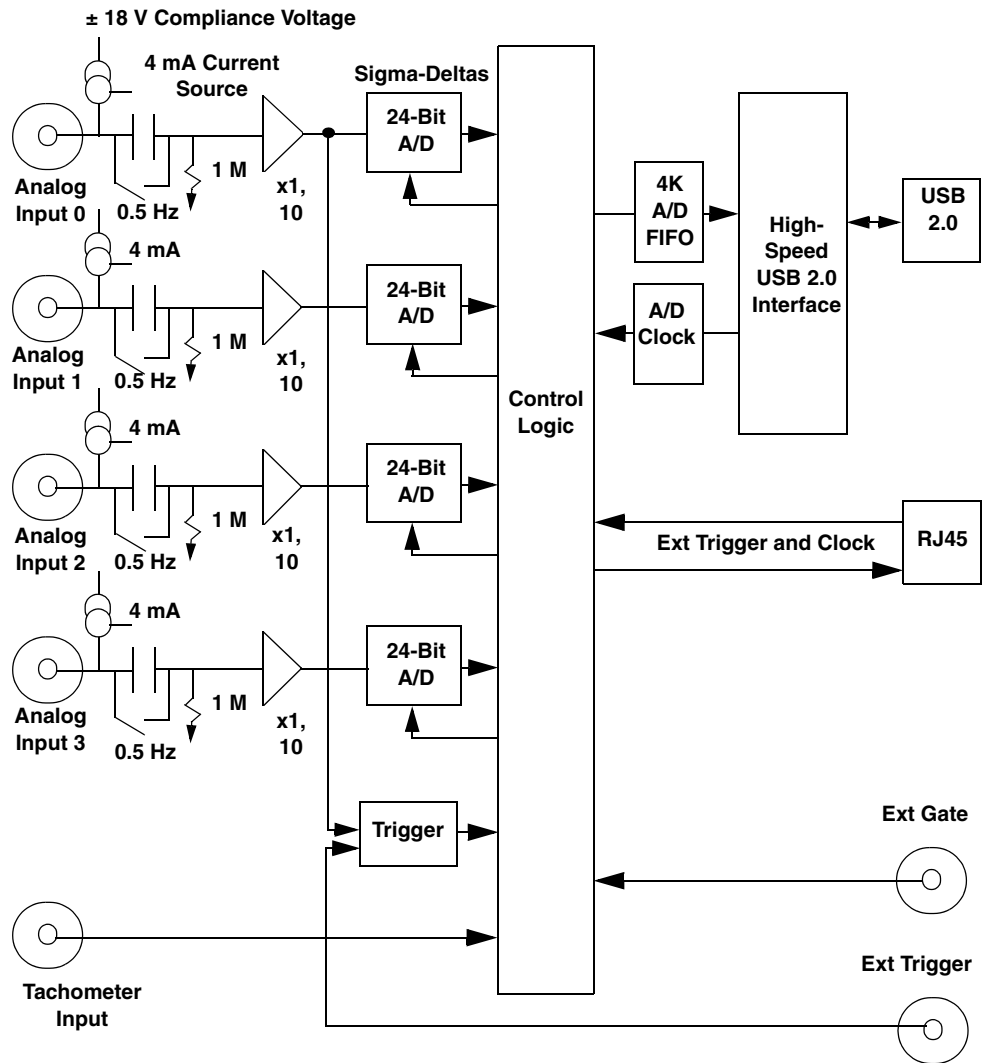 ± 18 V Compliance Voltage
4 mA Current
Source
Sigma-Deltas
24-Bit
A/D
Analog
Input 0
0.5 Hz
1 M
x1,
10
4 mA
24-Bit
A/D
Analog
Input 1
0.5 Hz
1 M
x1,
10
4 mA
24-Bit
A/D
Analog
Input 2
0.5 Hz
1 M
x1,
10
4 mA
24-Bit
A/D
Analog
Input 3
0.5 Hz
1 M
x1,
10
Trigger
Tachometer
Input
Control
Logic
4K
A/D
FIFO
A/D
Clock
High-
Speed
USB 2.0
Interface
USB
2.0
Ext Trigger and Clock
RJ45
Ext Gate
Ext Trigger